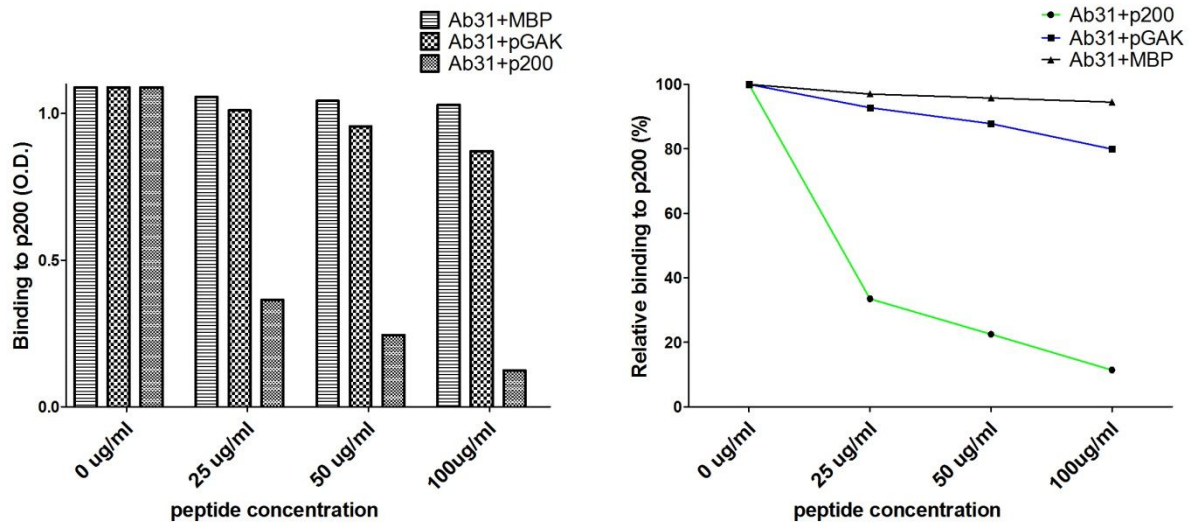 Ab31+MBP
Ab31+pGAK
Ab31+p200
Binding to p200 (O.D.)
1.0
0.5
0.0
0 ug/ml
25 ug/ml
50 ug/ml
100ug/ml
peptide concentration
Ab31+p200
Ab31+pGAK
Ab31+MBP
Relative binding to p200 (%)
100
80
60
40
20
0
0 ug/ml
25 ug/ml
50 ug/ml
100ug/ml
peptide concentration